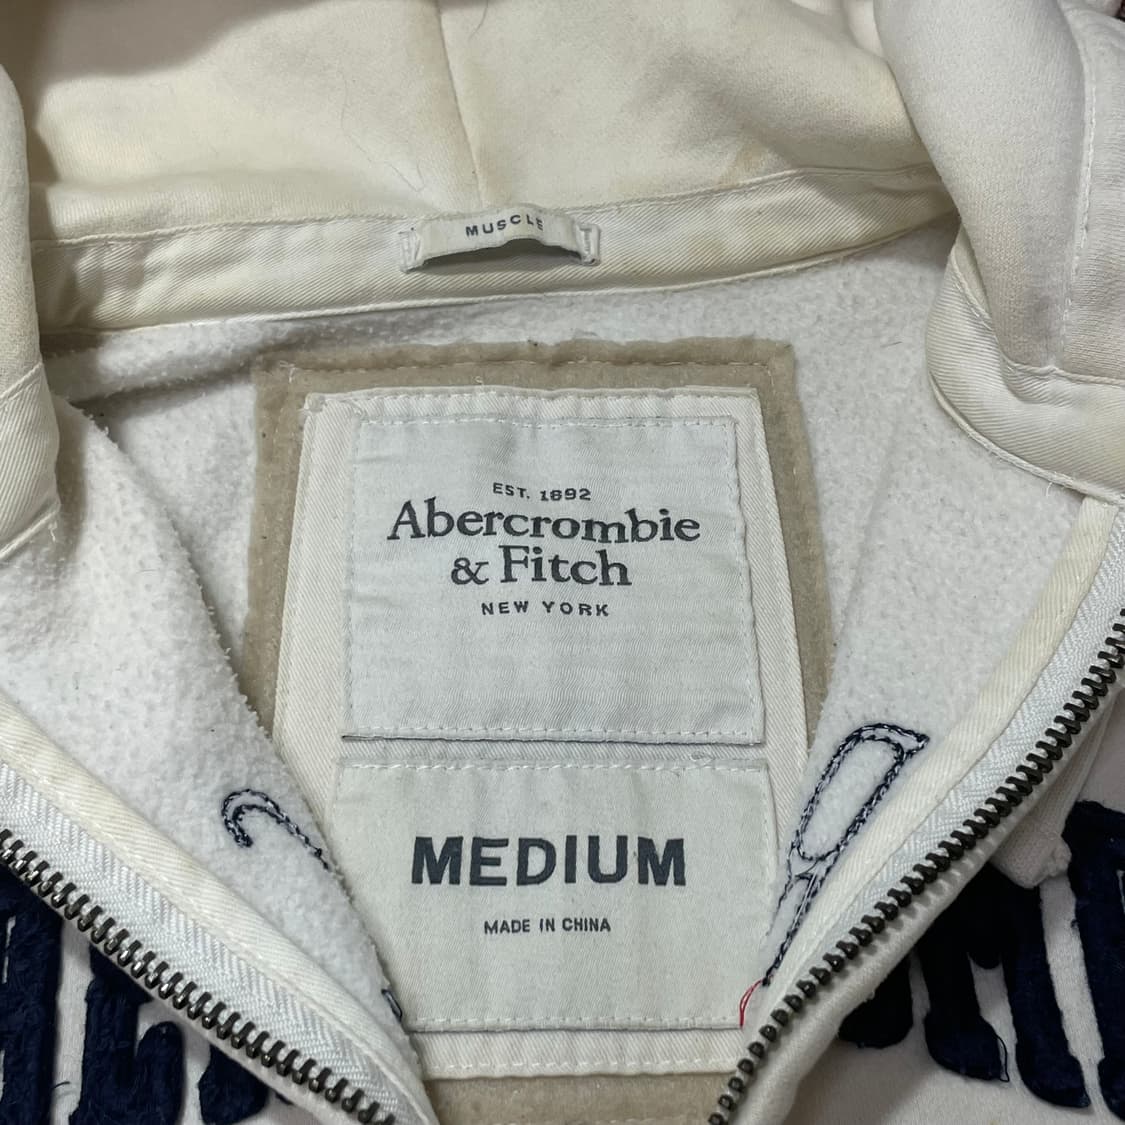 MUSCLE
EST. 1892
Abercrombie
& Fitch
NEW YORK
MEDIUM
MADE IN CHINA